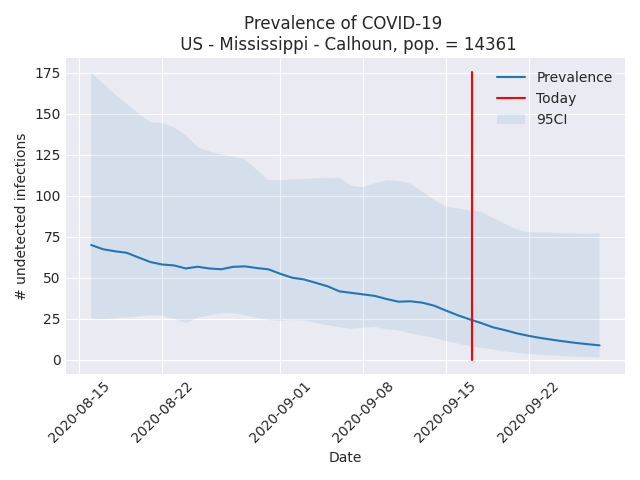 Prevalence of COVID-19
US - Mississippi - Calhoun, pop. = 14361
Prevalence
Today
95CI
# undetected infections
175
150
125
100
75
50
25
0
2020-08-15
2020-08-22
2020-09-01
2020-09-08
2020-09-15
2020-09-22
Date